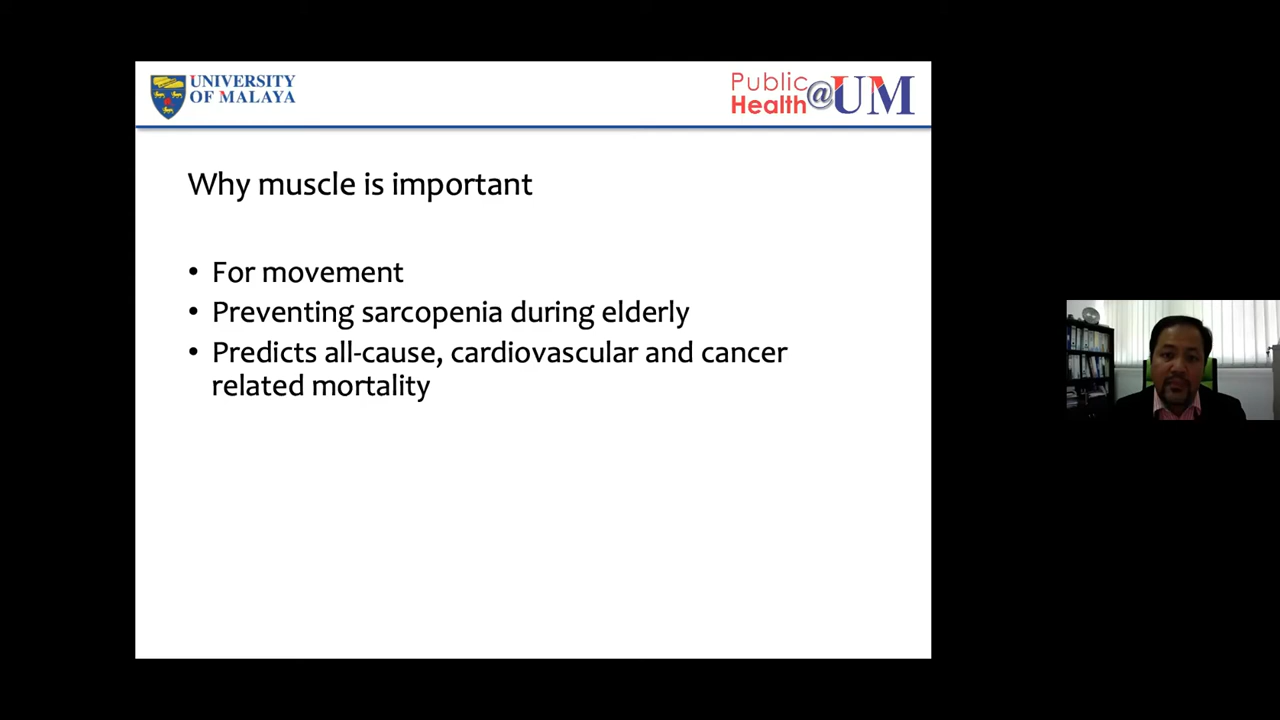 UNIVERSITY
OF MALAYA
Public
Health@UM
Why muscle is important
• For movement
• Preventing sarcopenia during elderly
• Predicts all-cause, cardiovascular and cancer
related mortality